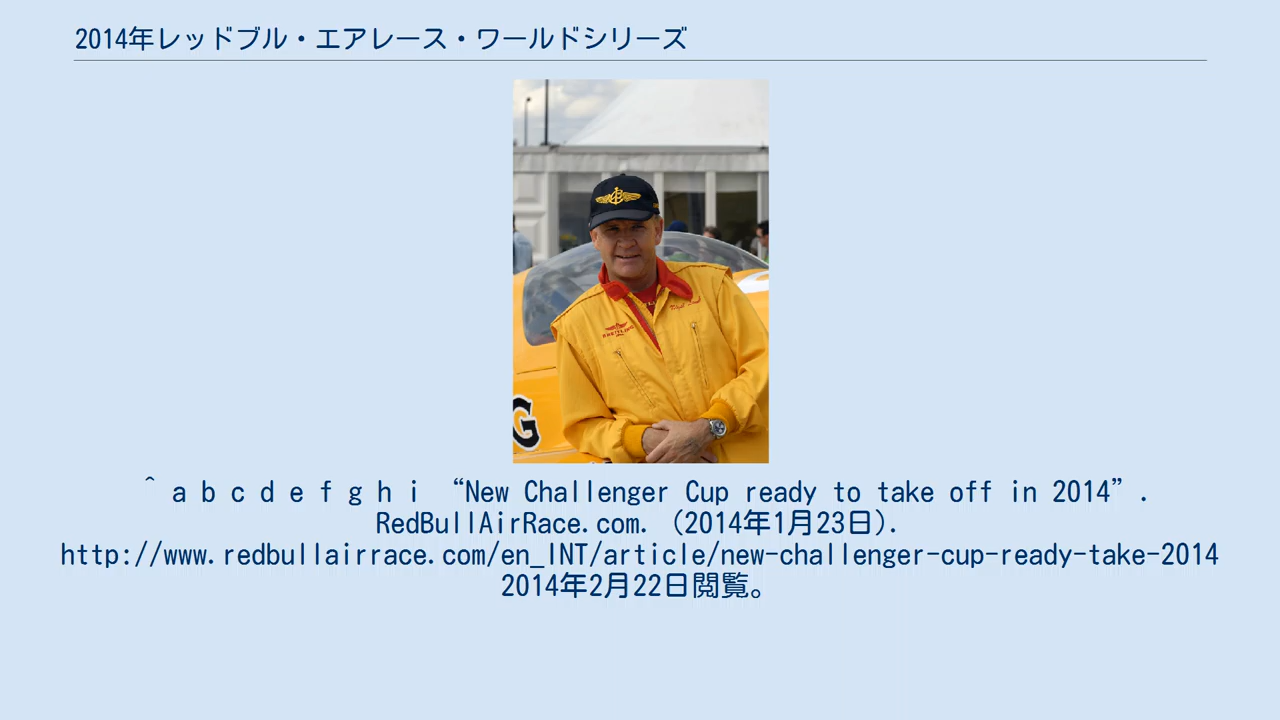 2014年レッドブル・エアレース・ワールドシリーズ
BREITLING
G
^ a b c d e f g h i “New Challenger Cup ready to take off in 2014”.
RedBullAirRace.com. (2014年1月23日).
http://www.redbullairrace.com/en_INT/article/new-challenger-cup-ready-take-2014
2014年2月22日閲覧。